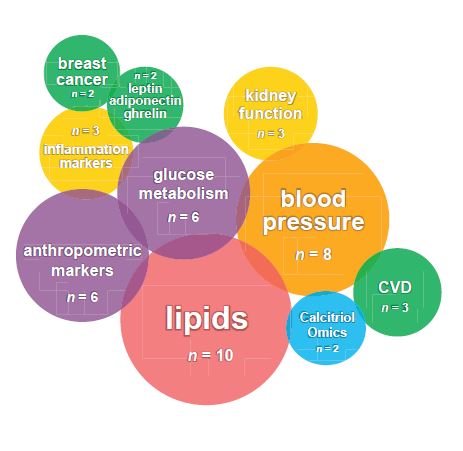 breast
cancer
n = 2
n = 2
leptin
adiponectin
ghrelin
kidney
function
n = 3
n = 3
inflammation
markers
glucose
metabolism
n = 6
blood
pressure
n = 8
anthropometric
markers
n = 6
CVD
n = 3
lipids
n = 10
Calcitriol
Omics
n = 2